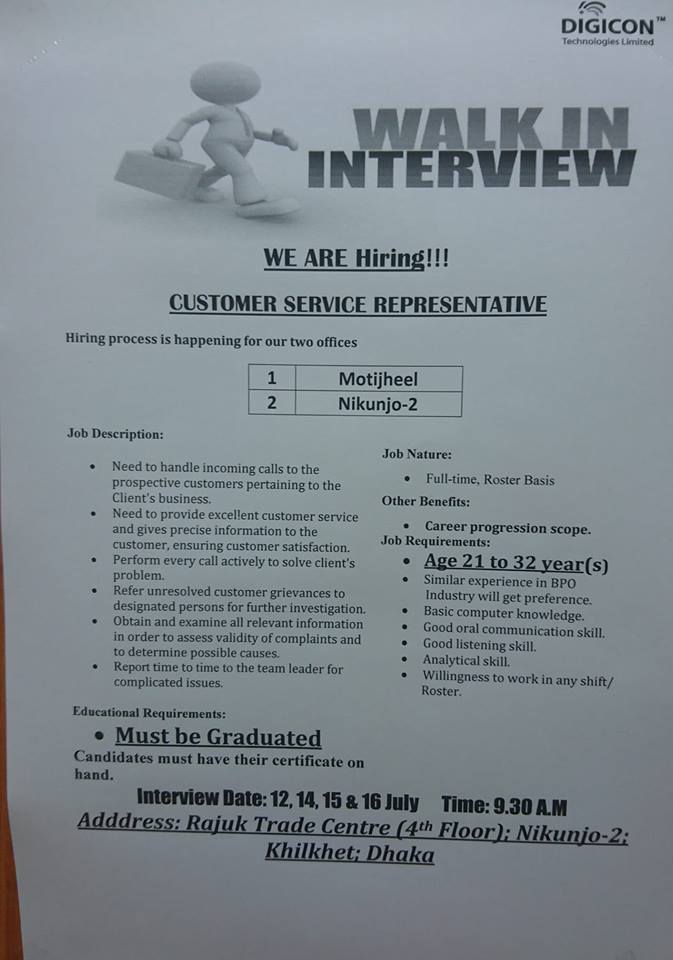 DIGICON™
Technologies Limited
WALK IN
INTERVIEW
WE ARE Hiring!!!
CUSTOMER SERVICE REPRESENTATIVE
Hiring process is happening for our two offices
1 Motijheel
2 Nikunjo-2
Job Description:
• Need to handle incoming calls to the
prospective customers pertaining to the
Client's business.
• Need to provide excellent customer service
and gives precise information to the
customer, ensuring customer satisfaction.
• Perform every call actively to solve client's
problem.
• Refer unresolved customer grievances to
designated persons for further investigation.
• Obtain and examine all relevant information
in order to assess validity of complaints and
to determine possible causes.
• Report time to time to the team leader for
complicated issues.
Educational Requirements:
• Must be Graduated
Candidates must have their certificate on
hand.
Job Nature:
• Full-time, Roster Basis
Other Benefits:
• Career progression scope.
Job Requirements:
• Age 21 to 32 year(s)
• Similar experience in BPO
Industry will get preference.
• Basic computer knowledge.
• Good oral communication skill.
• Good listening skill.
• Analytical skill.
• Willingness to work in any shift/
Roster.
Interview Date: 12, 14, 15 & 16 July Time: 9.30 A.M
Adddress: Rajuk Trade Centre (4th Floor); Nikunjo-2;
Khilkhet; Dhaka